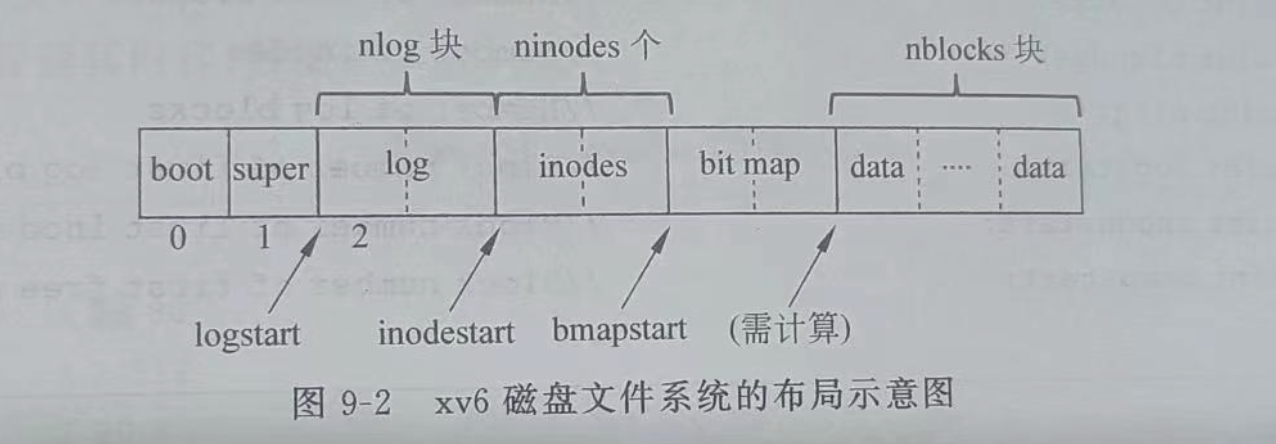 nlog 块 ninodes 个 nblocks 块
boot super log inodes bit map data ···· data
0 1 2
logstart inodestart bmapstart (需计算)
图 9-2 xv6 磁盘文件系统的布局示意图